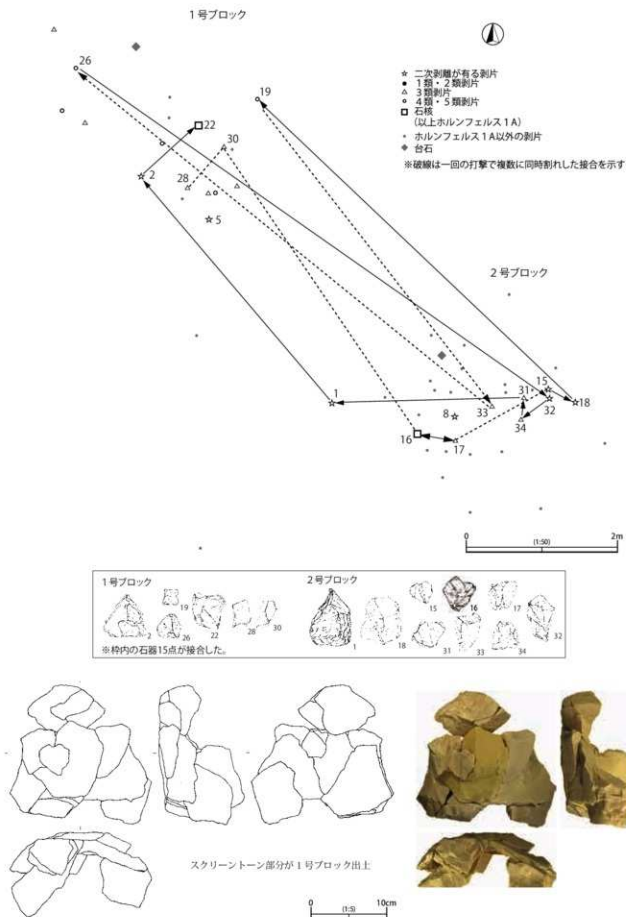 1号ブロック
26
19
22
30
2
28
5
☆ 二次剥離が有る剥片
● 1類・2類剥片
△ 3類剥片
○ 4類・5類剥片
□ 石核
(以上ホルンフェルス1A)
・ ホルンフェルス1A以外の剥片
◆ 台石
※破線は一回の打撃で複数に同時割れした接合を示す
2号ブロック
1
8
33
31
15
32
18
34
16
17
0 2m
(1:50)
1号ブロック
19
2
26
22
28
30
※枠内の石器15点が接合した。
2号ブロック
15
16
17
1
18
31
33
34
32
スクリーントーン部分が1号ブロック出土
0 10cm
(1:5)